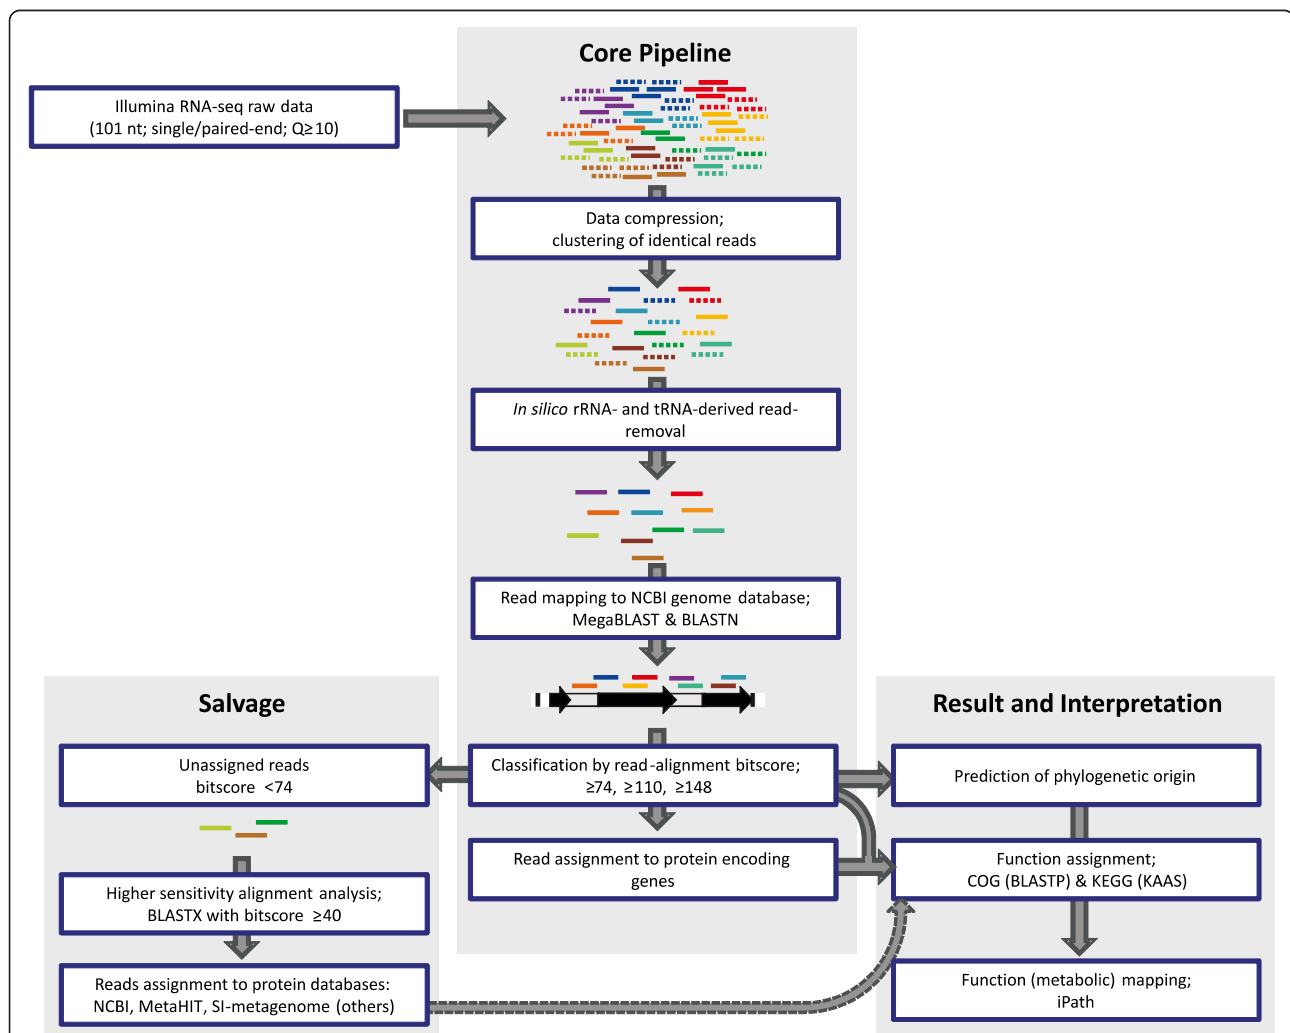 Core Pipeline
Illumina RNA-seq raw data
(101 nt; single/paired-end; Q≥10)
Data compression;
clustering of identical reads
In silico rRNA- and tRNA-derived read-
removal
Read mapping to NCBI genome database;
MegaBLAST & BLASTN
Salvage
Unassigned reads
bitscore <74
Higher sensitivity alignment analysis;
BLASTX with bitscore ≥40
Reads assignment to protein databases:
NCBI, MetaHIT, SI-metagenome (others)
Classification by read-alignment bitscore;
≥74, ≥110, ≥148
Read assignment to protein encoding
genes
Result and Interpretation
Prediction of phylogenetic origin
Function assignment;
COG (BLASTP) & KEGG (KAAS)
Function (metabolic) mapping;
iPath